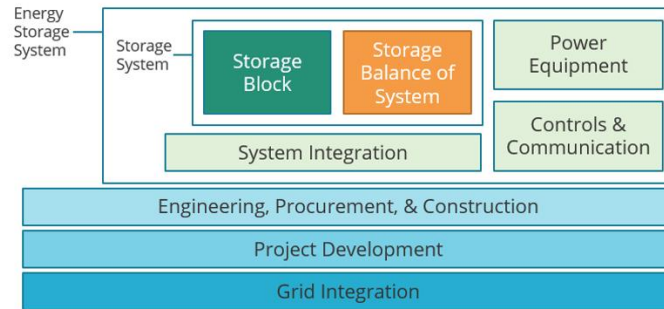 Energy
Storage
System
Storage
System
Storage
Block
Storage
Balance of
System
Power
Equipment
System Integration
Controls &
Communication
Engineering, Procurement, & Construction
Project Development
Grid Integration